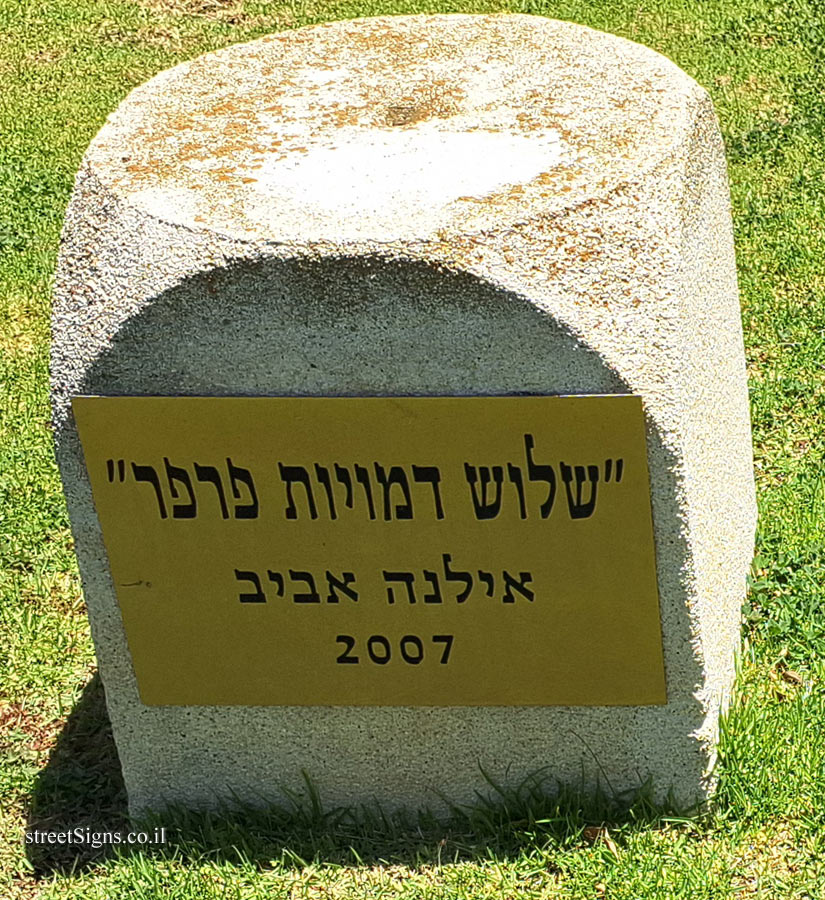 "שלוש דמויות פרפר"
אילנה אביב
2007
streetSigns.co.il